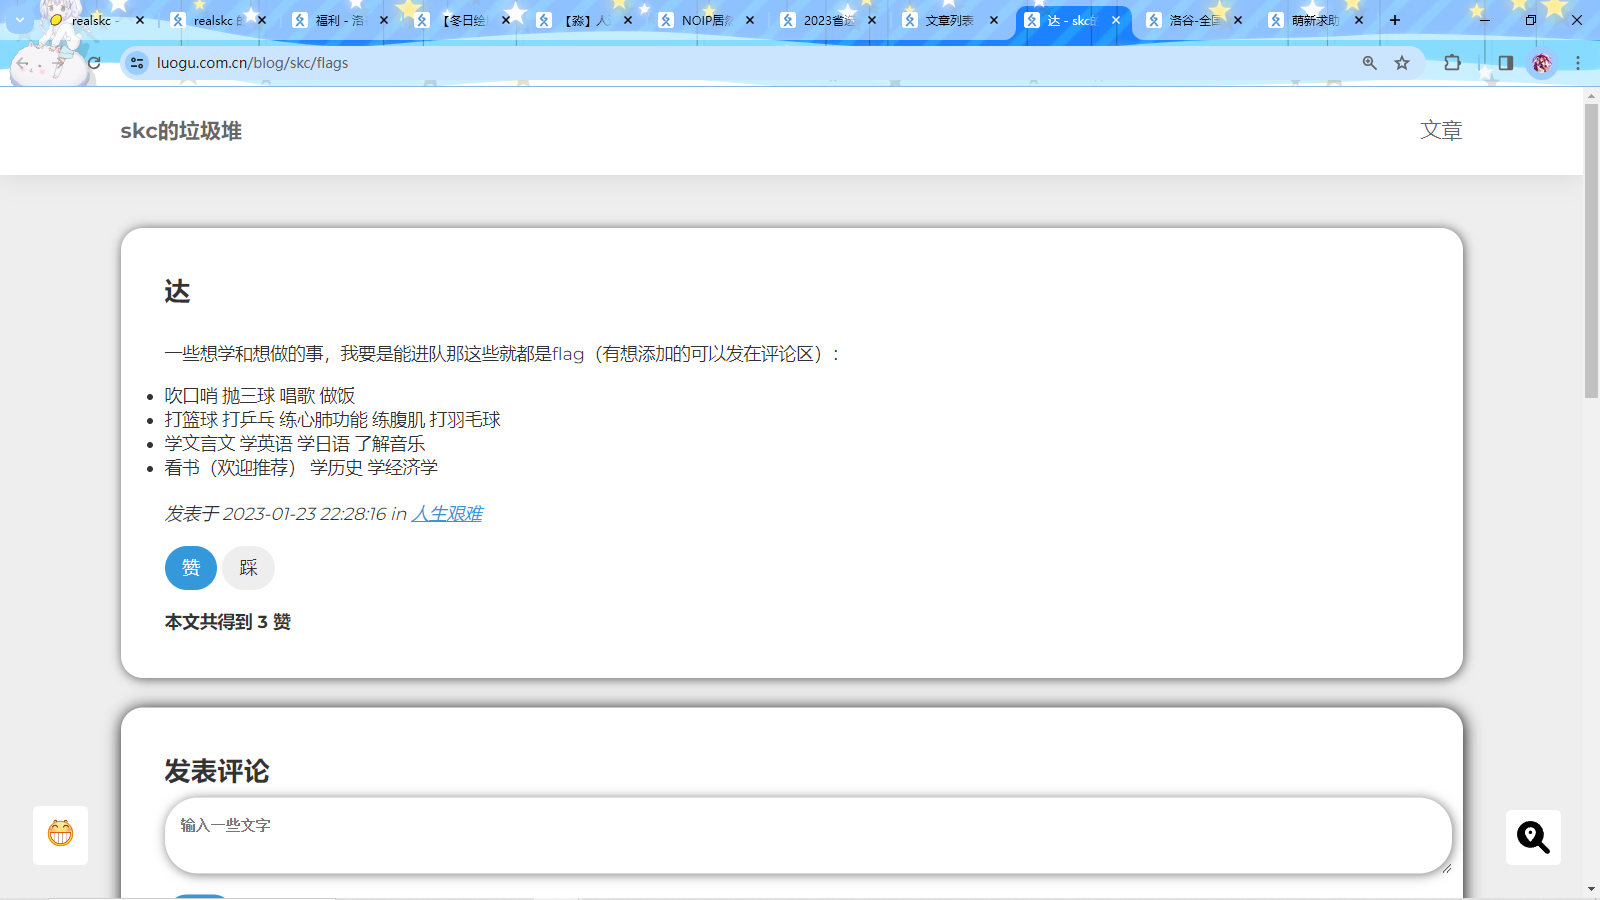 realskc -
realskc 的
福利 - 洛谷
【冬日绘
【淼】人
NOIP居然
2023省选
文章列表
达 - skc的
洛谷-全国
萌新求助
luogu.com.cn/blog/skc/flags
skc的垃圾堆
文章
达
一些想学和想做的事，我要是能进队那这些就都是flag（有想添加的可以发在评论区）：
吹口哨 抛三球 唱歌 做饭
打篮球 打乒乓 练心肺功能 练腹肌 打羽毛球
学文言文 学英语 学日语 了解音乐
看书（欢迎推荐） 学历史 学经济学
发表于 2023-01-23 22:28:16 in 人生艰难
赞 踩
本文共得到 3 赞
发表评论
输入一些文字